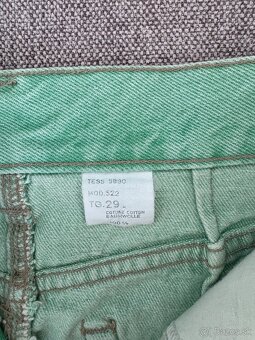 TESS 5890
MOD.522
TG.29
COTONE COTTON
BAUMWOLLE